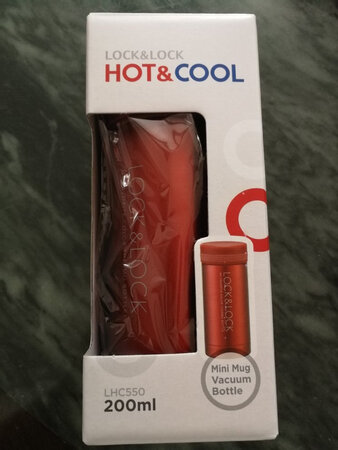 LOCK&LOCK
HOT&COOL
LOCK&LOCK
LOCK&LOCK
Mini Mug
Vacuum
Bottle
LHC550
200ml